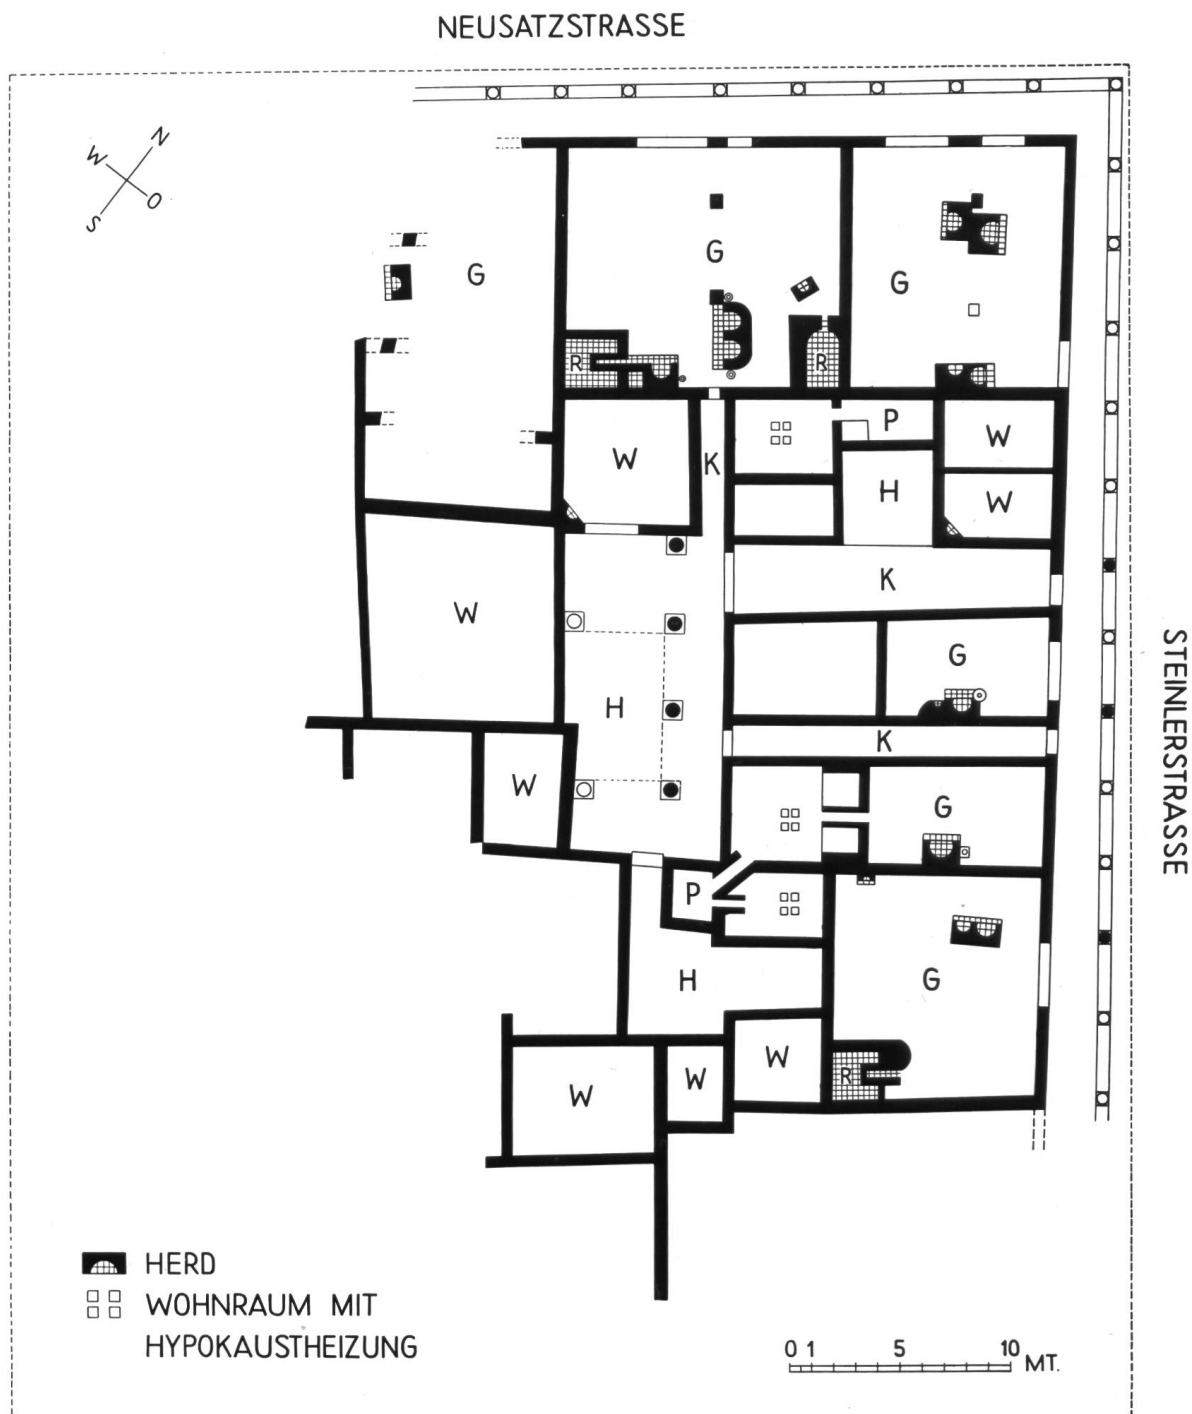 NEUSATZSTRASSE
N
W
O
S
G
G
G
R
R
P
W
W
K
H
W
W
K
W
G
H
K
W
G
P
H
G
W
R
W
W
STEINLERSTRASSE
HERD
WOHNRAUM MIT
HYPOKAUSTHEIZUNG
0 1 5 10 MT.